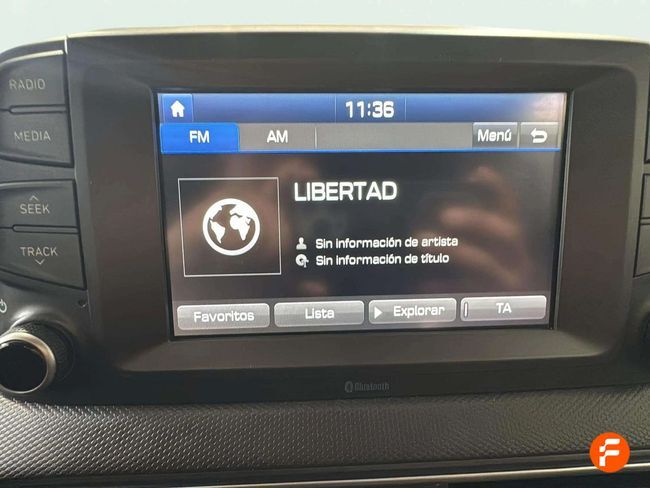 RADIO
MEDIA
SEEK
TRACK
11:36
FM
AM
Menú
LIBERTAD
Sin información de artista
Sin información de título
Favoritos
Lista
Explorar
TA
Bluetooth